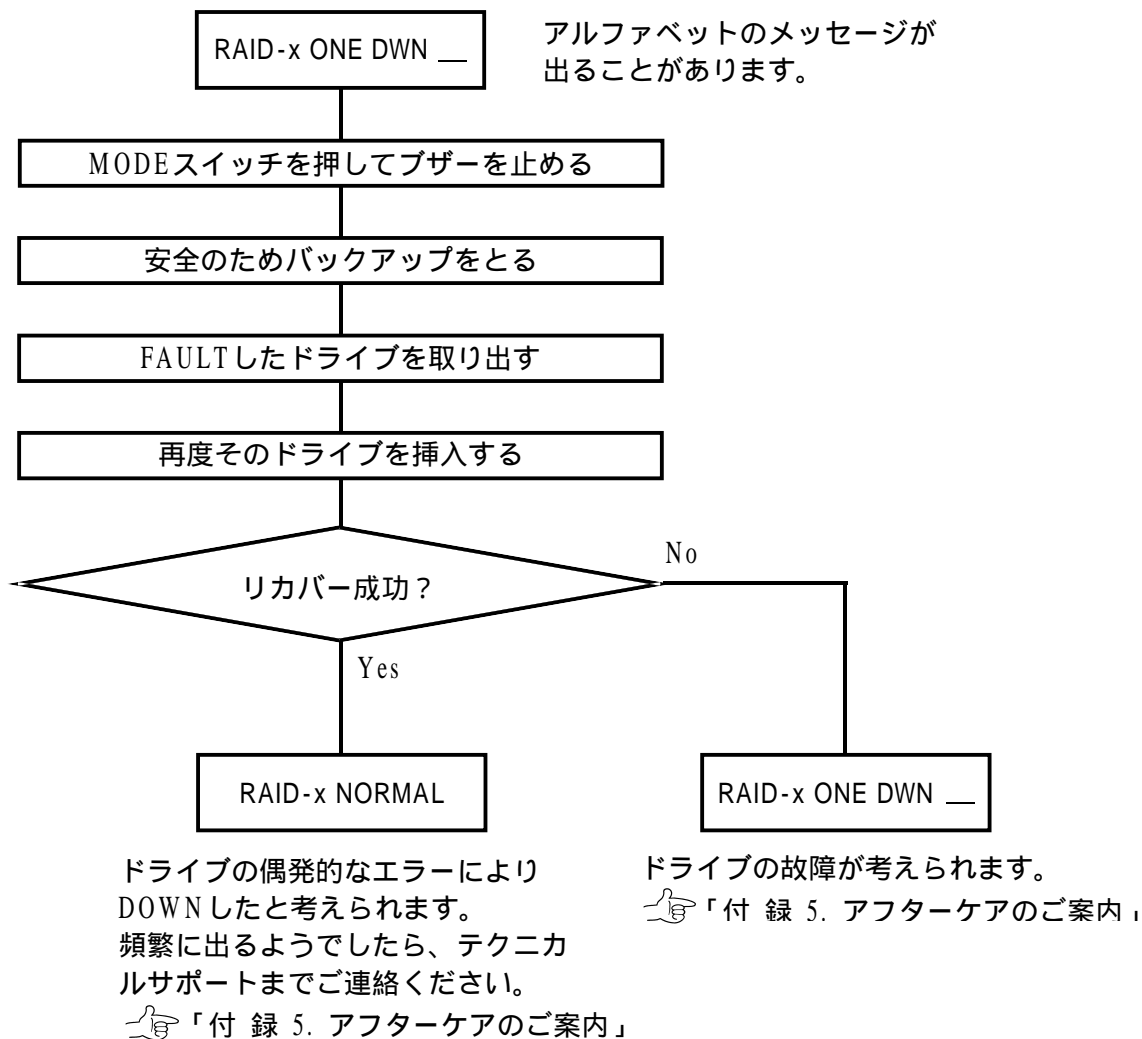 RAID-x ONE DWN __
アルファベットのメッセージが
出ることがあります。
MODEスイッチを押してブザーを止める
安全のためバックアップをとる
FAULTしたドライブを取り出す
再度そのドライブを挿入する
リカバー成功？
No
Yes
RAID-x NORMAL
RAID-x ONE DWN __
ドライブの偶発的なエラーにより
DOWNしたと考えられます。
頻繁に出るようでしたら、テクニカ
ルサポートまでご連絡ください。
「付 録 5. アフターケアのご案内」
ドライブの故障が考えられます。
「付 録 5. アフターケアのご案内」